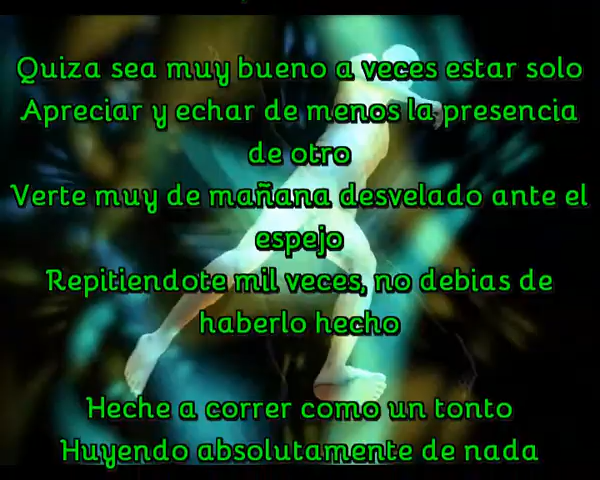 Quiza sea muy bueno a veces estar solo
Apreciar y echar de menos la presencia
de otro
Verte muy de mañana desvelado ante el
espejo
Repitiendote mil veces, no debias de
haberlo hecho
Heche a correr como un tonto
Huyendo absolutamente de nada